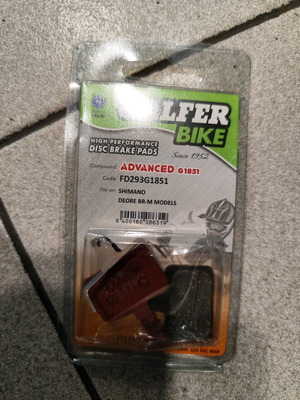 LFER
BIKE
HIGH PERFORMANCE
DISC BRAKE PADS
Since 1952
Compound: ADVANCED G1851
Code: FD293G1851
Fits on: SHIMANO
DEORE BR-M MODELS